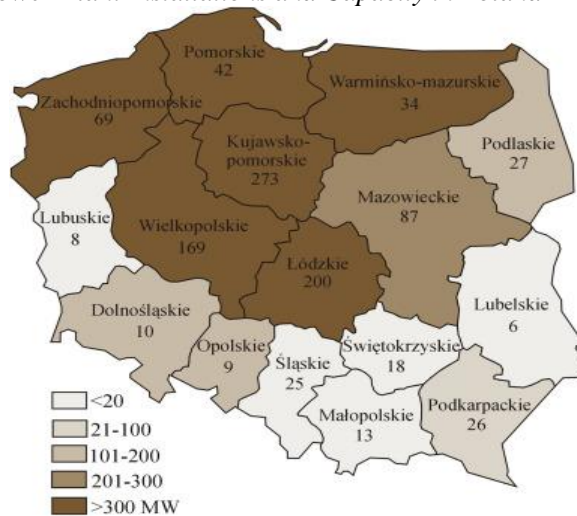 Pomorskie
42
Warmińsko-mazurskie
34
Zachodniopomorskie
69
Kujawsko-
pomorskie
273
Podlaskie
27
Mazowieckie
87
Lubuskie
8
Wielkopolskie
169
Łódzkie
200
Lubelskie
6
Dolnośląskie
10
Opolskie
9
Śląskie
25
Świętokrzyskie
18
Małopolskie
13
Podkarpackie
26
<20
21-100
101-200
201-300
>300 MW